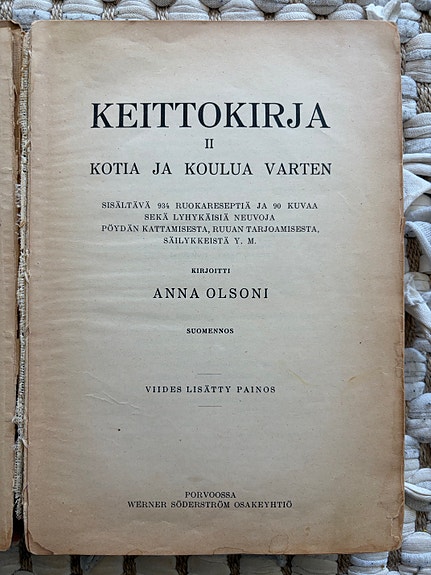 KEITTOKIRJA
II
KOTIA JA KOULUA VARTEN
SISÄLTÄVÄ 934 RUOKARESEPTIÄ JA 90 KUVAA
SEKÄ LYHYKÄISIÄ NEUVOJA
PÖYDÄN KATTAMISESTA, RUUAN TARJOAMISESTA,
SÄILYKKEISTÄ Y. M.
KIRJOITTI
ANNA OLSONI
SUOMENNOS
VIIDES LISÄTTY PAINOS
PORVOOSSA
WERNER SÖDERSTRÖM OSAKEYHTIÖ